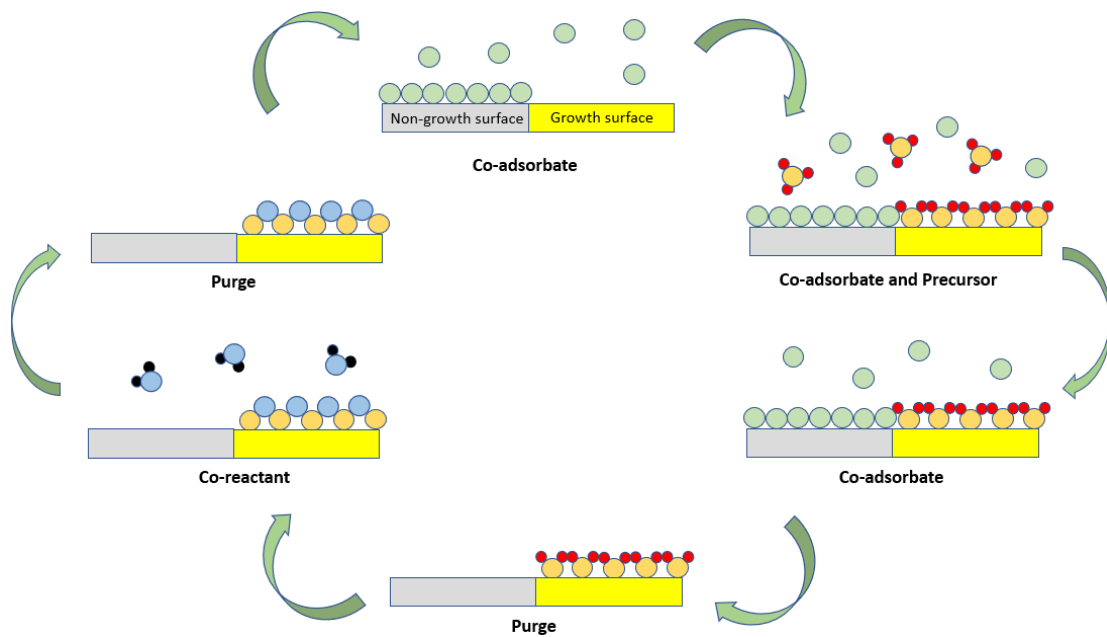 Non-growth surface
Growth surface
Co-adsorbate
Co-adsorbate and Precursor
Co-adsorbate
Purge
Co-reactant
Purge